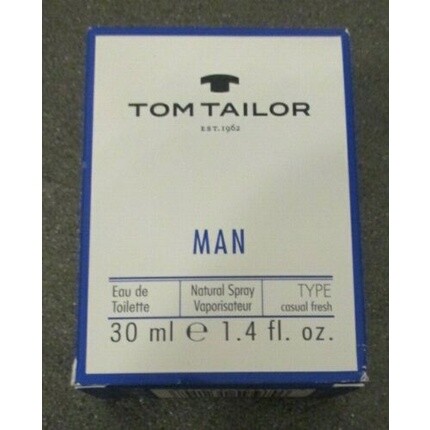 TOM TAILOR
EST. 1962
MAN
Eau de Toilette
Natural Spray Vaporisateur
TYPE casual fresh
30 ml ℮ 1.4 fl. oz.